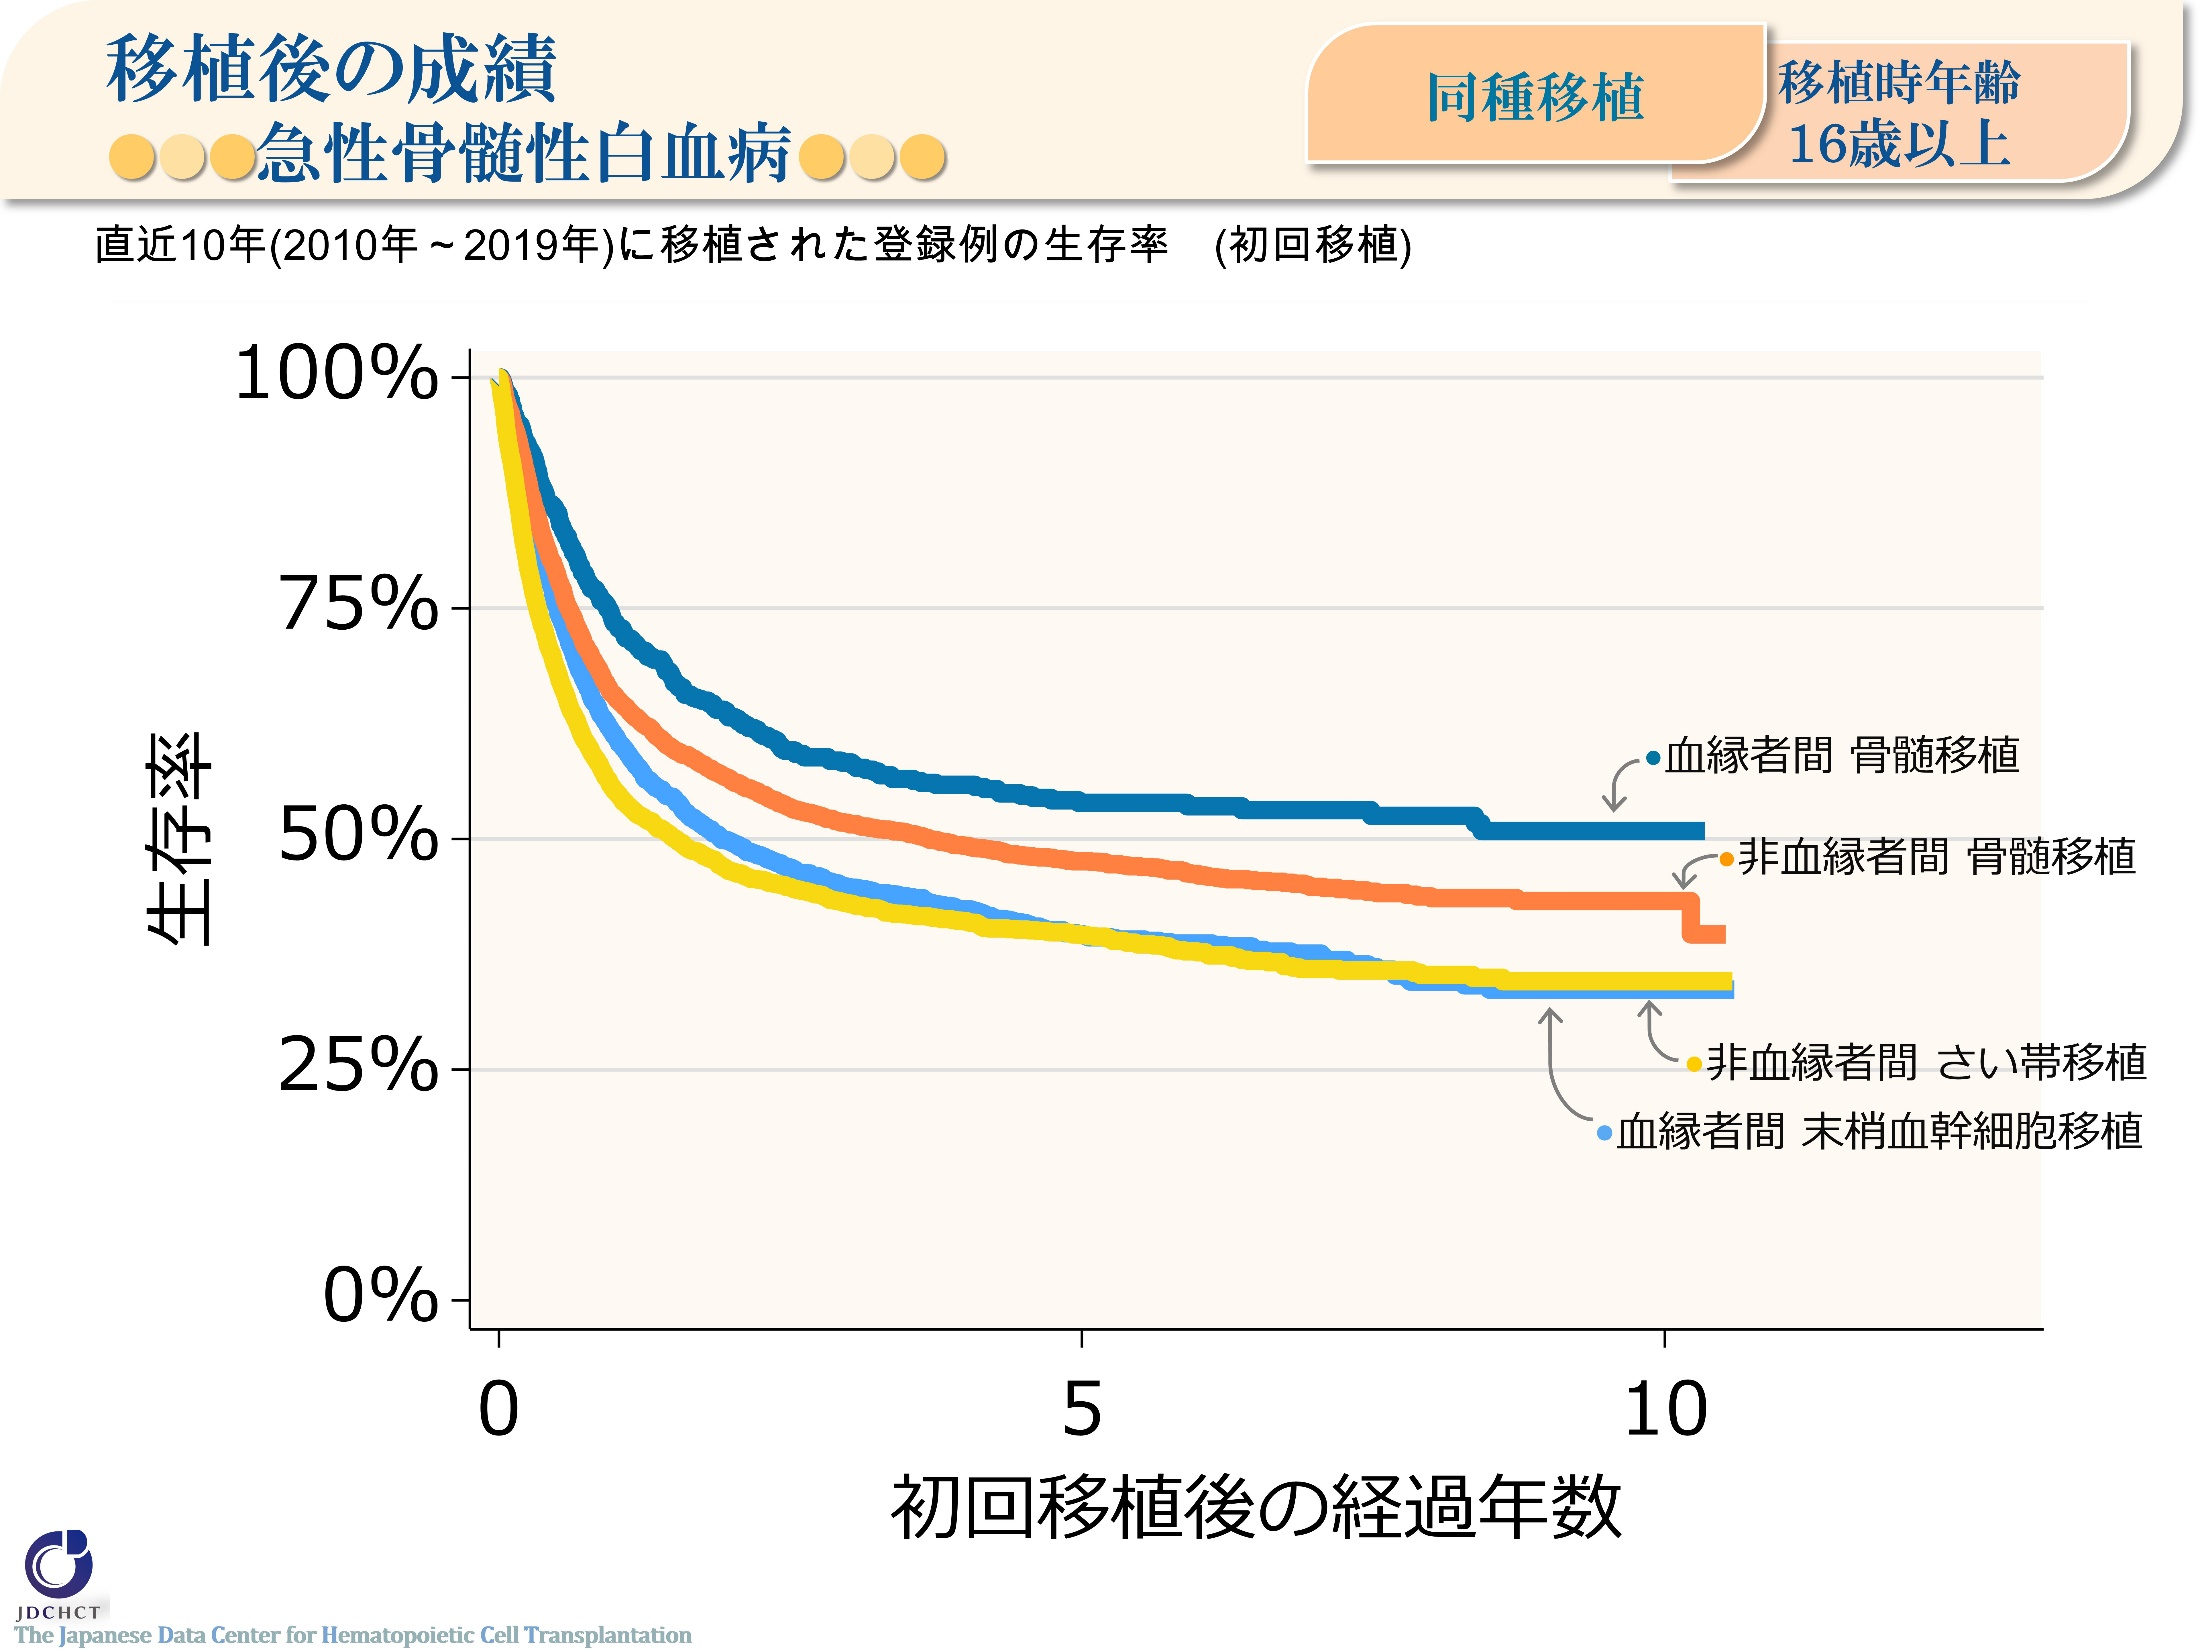 移植後の成績
急性骨髄性白血病
同種移植
移植時年齢
16歳以上
直近10年(2010年～2019年)に移植された登録例の生存率　(初回移植)
100%
75%
50%
25%
0%
生存率
血縁者間 骨髄移植
非血縁者間 骨髄移植
非血縁者間 さい帯移植
血縁者間 末梢血幹細胞移植
0
5
10
初回移植後の経過年数
JDCHCT
The Japanese Data Center for Hematopoietic Cell Transplantation